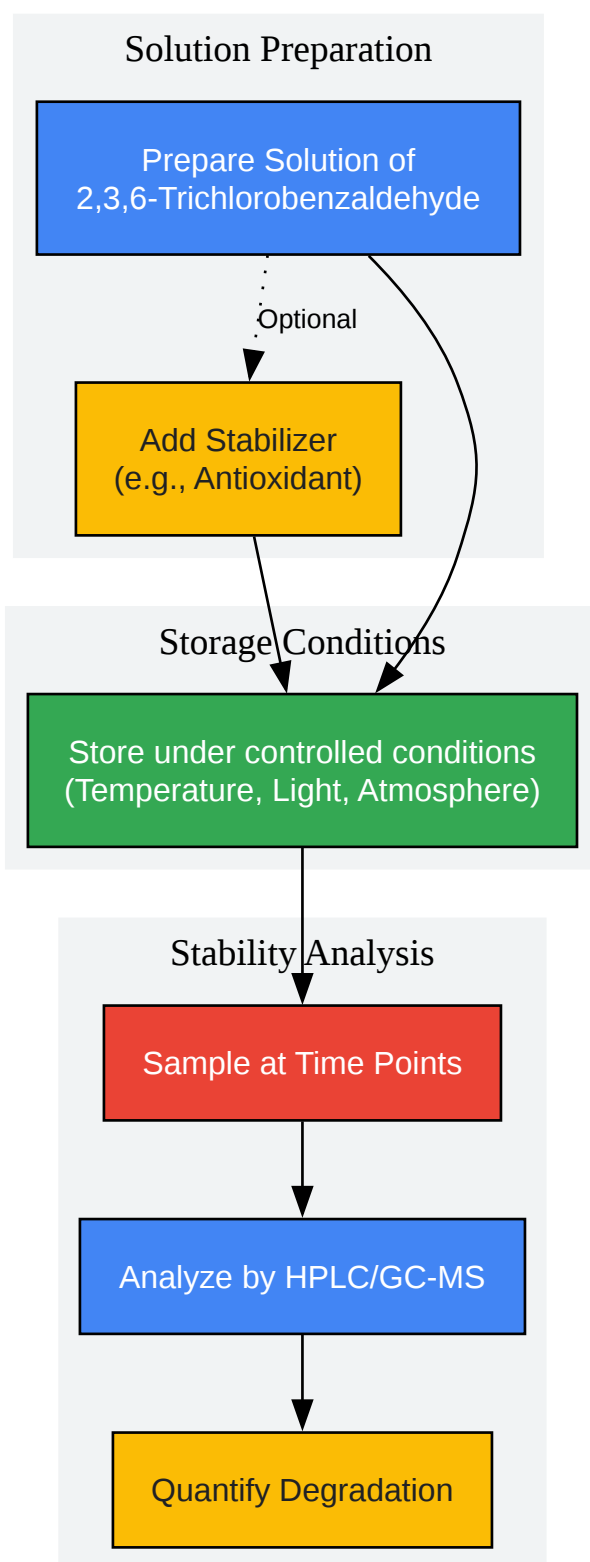 Solution Preparation
Prepare Solution of
2,3,6-Trichlorobenzaldehyde
Optional
Add Stabilizer
(e.g., Antioxidant)
Storage Conditions
Store under controlled conditions
(Temperature, Light, Atmosphere)
Stability Analysis
Sample at Time Points
Analyze by HPLC/GC-MS
Quantify Degradation